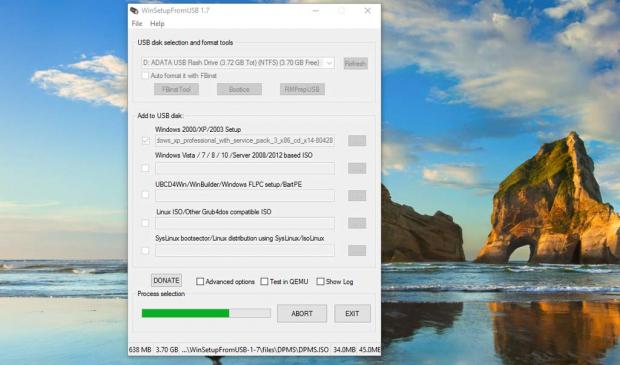 WinSetupFromUSB 1.7
File Help
USB disk selection and format tools
D: ADATA USB Flash Drive (3.72 GB Tot) (NTFS) (3.70 GB Free)
Refresh
Auto format it with FBinst
FBinstTool Bootice RMPrepUSB
Add to USB disk:
Windows 2000/XP/2003 Setup
dows_xp_professional_with_service_pack_3_x86_cd_x14-80428
...
Windows Vista / 7 / 8 / 10 /Server 2008/2012 based ISO
...
UBCD4Win/WinBuilder/Windows FLPC setup/BartPE
...
Linux ISO/Other Grub4dos compatible ISO
...
SysLinux bootsector/Linux distribution using SysLinux/IsoLinux
...
DONATE Advanced options Test in QEMU Show Log
Process selection
ABORT EXIT
638 MB 3.70 GB ...\WinSetupFromUSB-1-7\files\DPMS\DPMS.ISO 34.0MB 45.0ME